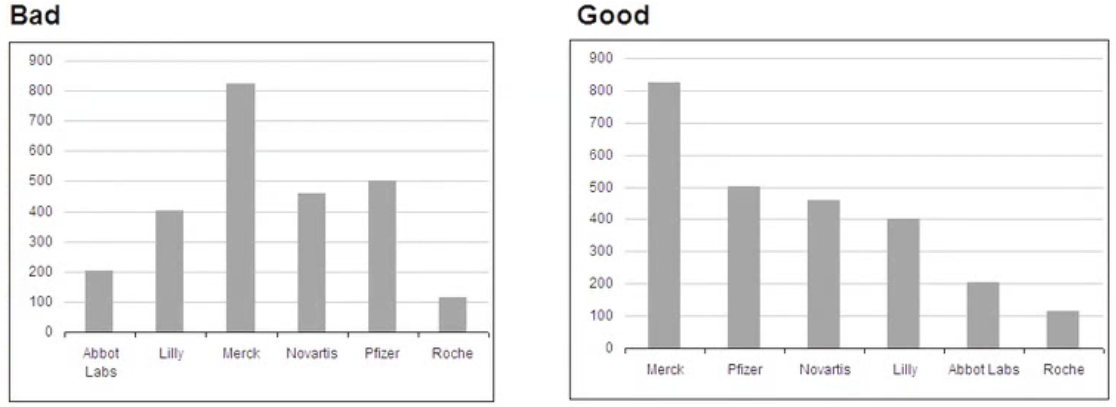 Bad
900
800
700
600
500
400
300
200
100
0
Abbot Labs
Lilly
Merck
Novartis
Pfizer
Roche
Good
900
800
700
600
500
400
300
200
100
0
Merck
Pfizer
Novartis
Lilly
Abbot Labs
Roche